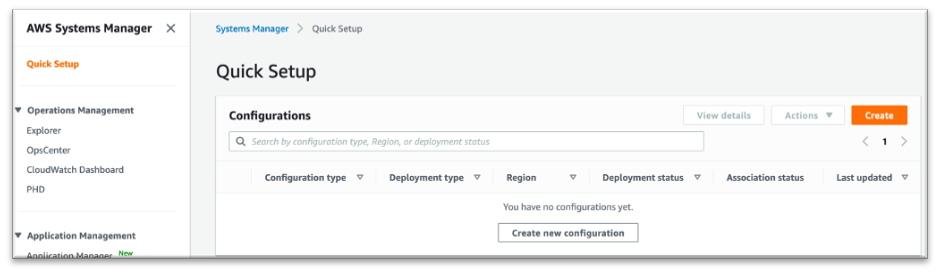 AWS Systems Manager
Quick Setup
Operations Management
Explorer
OpsCenter
CloudWatch Dashboard
PHD
Application Management
Application Manager New
Systems Manager > Quick Setup
Quick Setup
Configurations
View details Actions Create
Search by configuration type, Region, or deployment status
1
Configuration type Deployment type Region Deployment status Association status Last updated
You have no configurations yet.
Create new configuration